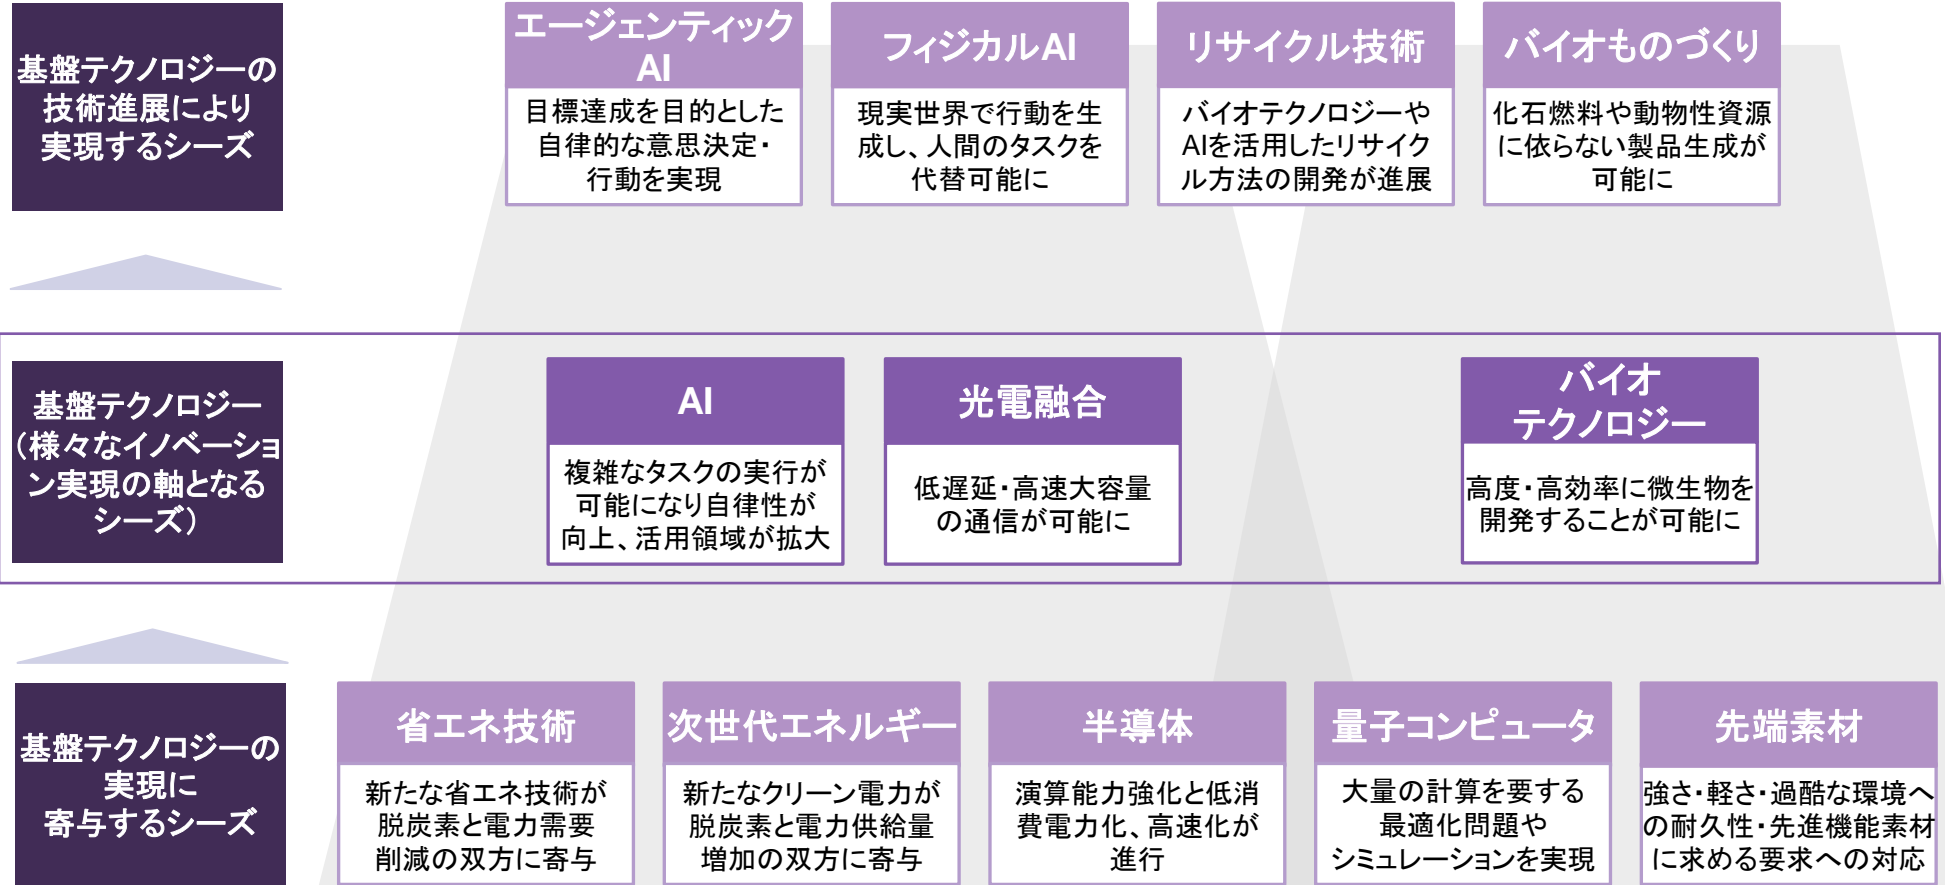 基盤テクノロジーの
技術進展により
実現するシーズ
エージェンティック
AI
目標達成を目的とした
自律的な意思決定・
行動を実現
フィジカルAI
現実世界で行動を生
成し、人間のタスクを
代替可能に
リサイクル技術
バイオテクノロジーや
AIを活用したリサイク
ル方法の開発が進展
バイオものづくり
化石燃料や動物性資源
に依らない製品生成が
可能に
基盤テクノロジー
（様々なイノベーショ
ン実現の軸となる
シーズ）
AI
複雑なタスクの実行が
可能になり自律性が
向上、活用領域が拡大
光電融合
低遅延・高速大容量
の通信が可能に
バイオ
テクノロジー
高度・高効率に微生物を
開発することが可能に
基盤テクノロジーの
実現に
寄与するシーズ
省エネ技術
新たな省エネ技術が
脱炭素と電力需要
削減の双方に寄与
次世代エネルギー
新たなクリーン電力が
脱炭素と電力供給量
増加の双方に寄与
半導体
演算能力強化と低消
費電力化、高速化が
進行
量子コンピュータ
大量の計算を要する
最適化問題や
シミュレーションを実現
先端素材
強さ・軽さ・過酷な環境へ
の耐久性・先進機能素材
に求める要求への対応